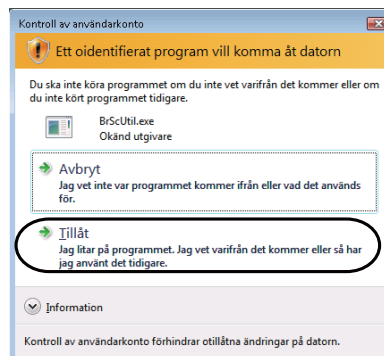 Kontroll av användarkonto
Ett oidentifierat program vill komma åt datorn
Du ska inte köra programmet om du inte vet varifrån det kommer eller om
du inte kört programmet tidigare.
BrScUtil.exe
Okänd utgivare
Avbryt
Jag vet inte var programmet kommer ifrån eller vad det används
för.
Tillåt
Jag litar på programmet. Jag vet varifrån det kommer eller så har
jag använt det tidigare.
Information
Kontroll av användarkonto förhindrar otillåtna ändringar på datorn.